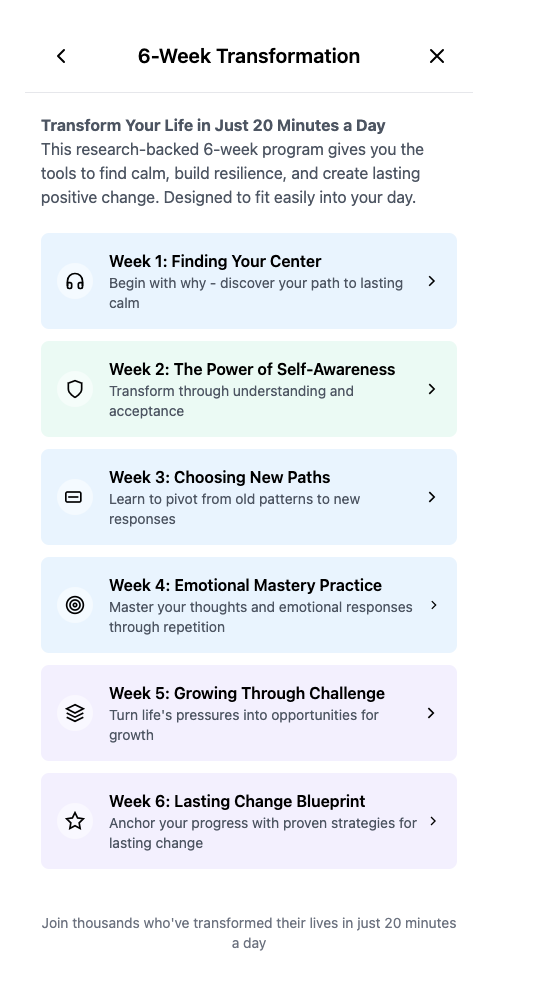 6-Week Transformation
Transform Your Life in Just 20 Minutes a Day
This research-backed 6-week program gives you the
tools to find calm, build resilience, and create lasting
positive change. Designed to fit easily into your day.
Week 1: Finding Your Center
Begin with why - discover your path to lasting
calm
Week 2: The Power of Self-Awareness
Transform through understanding and
acceptance
Week 3: Choosing New Paths
Learn to pivot from old patterns to new
responses
Week 4: Emotional Mastery Practice
Master your thoughts and emotional responses
through repetition
Week 5: Growing Through Challenge
Turn life's pressures into opportunities for
growth
Week 6: Lasting Change Blueprint
Anchor your progress with proven strategies for
lasting change
Join thousands who've transformed their lives in just 20 minutes
a day